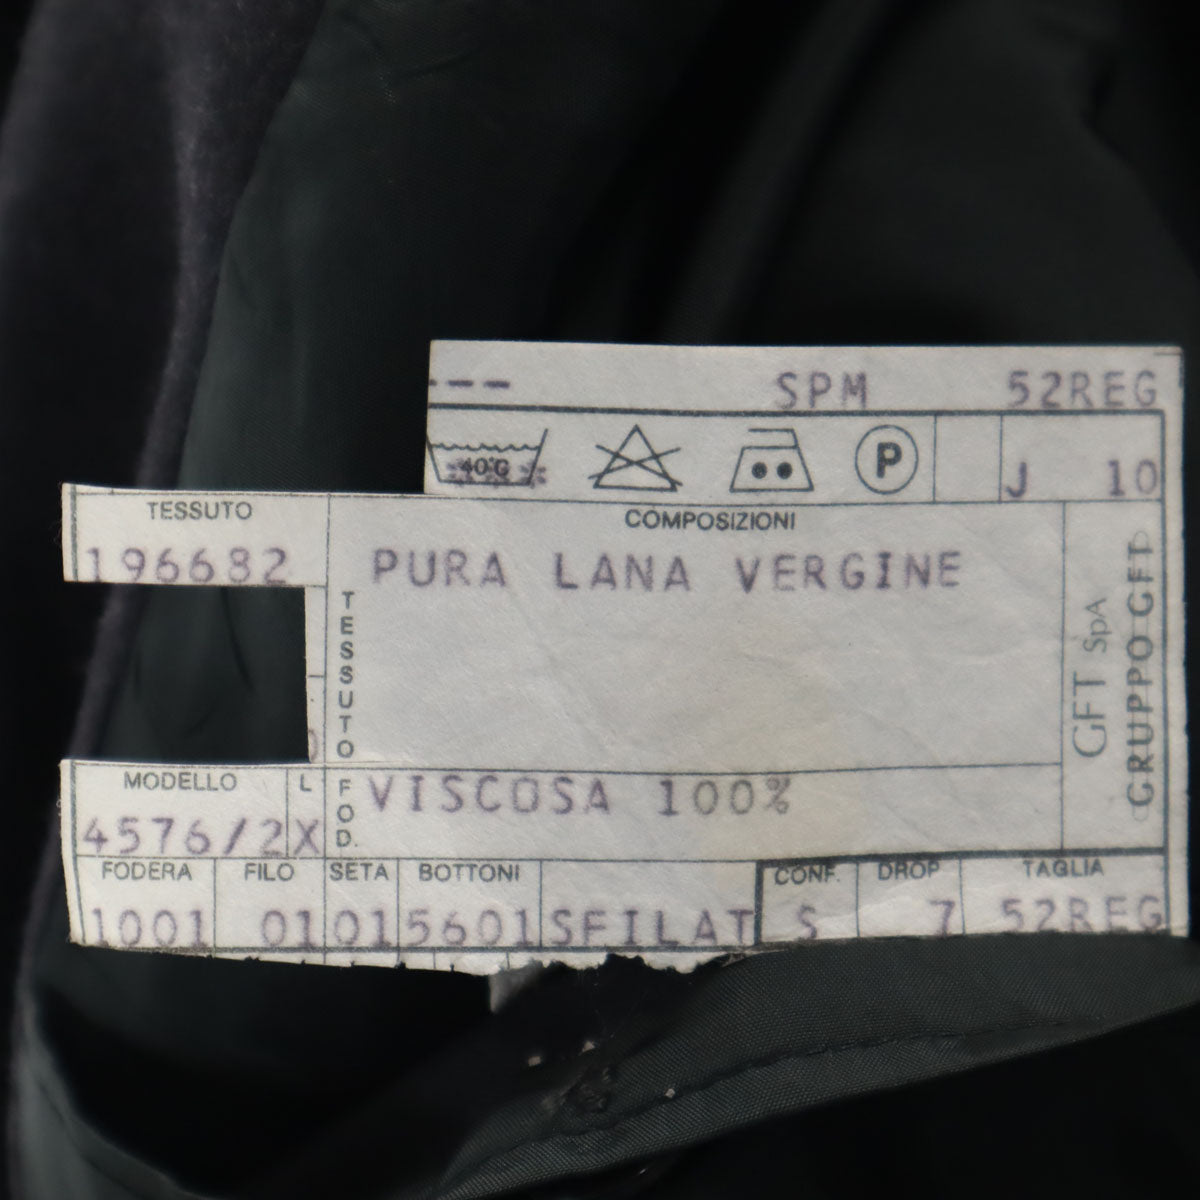 --- SPM 52REG
40°C P J 10
TESSUTO COMPOSIZIONI
196682 PURA LANA VERGINE
TESSUTO
GFT SpA
GRUPPO GFT
MODELLO L FOD. VISCOSA 100%
4576/2 X
FODERA FILO SETA BOTTONI CONF. DROP TAGLIA
1001 01 01 5601 SFILAT S 7 52REG